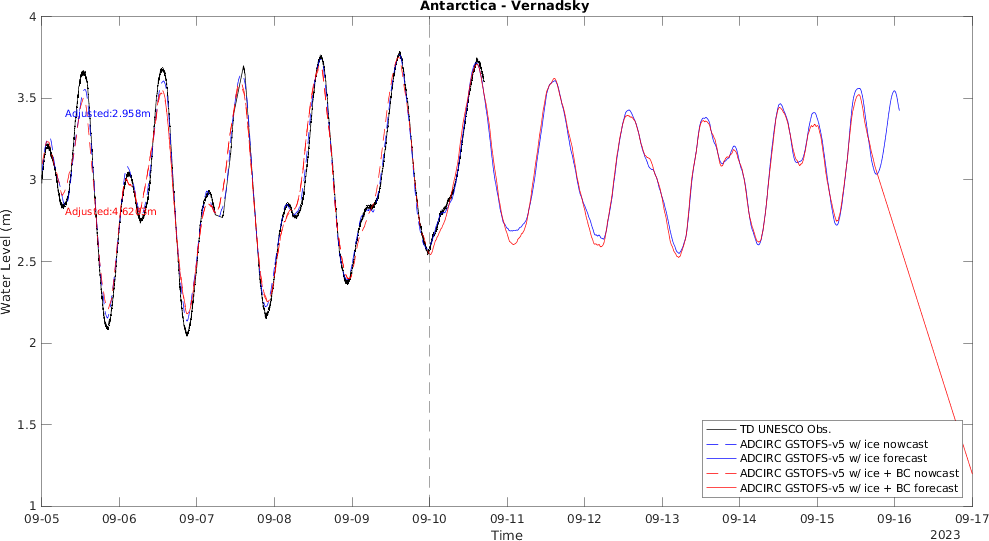 Antarctica - Vernadsky
Water Level (m)
4
3.5
3
2.5
2
1.5
1
Adjusted:2.958m
TD UNESCO Obs.
ADCIRC GSTOFS-v5 w/ ice nowcast
ADCIRC GSTOFS-v5 w/ ice forecast
ADCIRC GSTOFS-v5 w/ ice + BC nowcast
ADCIRC GSTOFS-v5 w/ ice + BC forecast
09-05 09-06 09-07 09-08 09-09 09-10 09-11 09-12 09-13 09-14 09-15 09-16 09-17
Time
2023